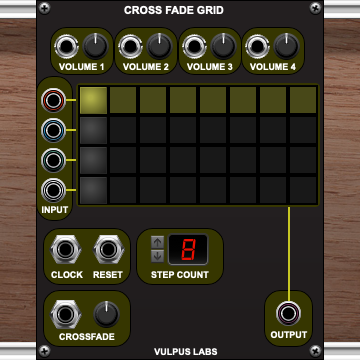 CROSS FADE GRID
VOLUME 1 VOLUME 2 VOLUME 3 VOLUME 4
INPUT
CLOCK RESET
8
STEP COUNT
CROSSFADE
OUTPUT
VULPUS LABS